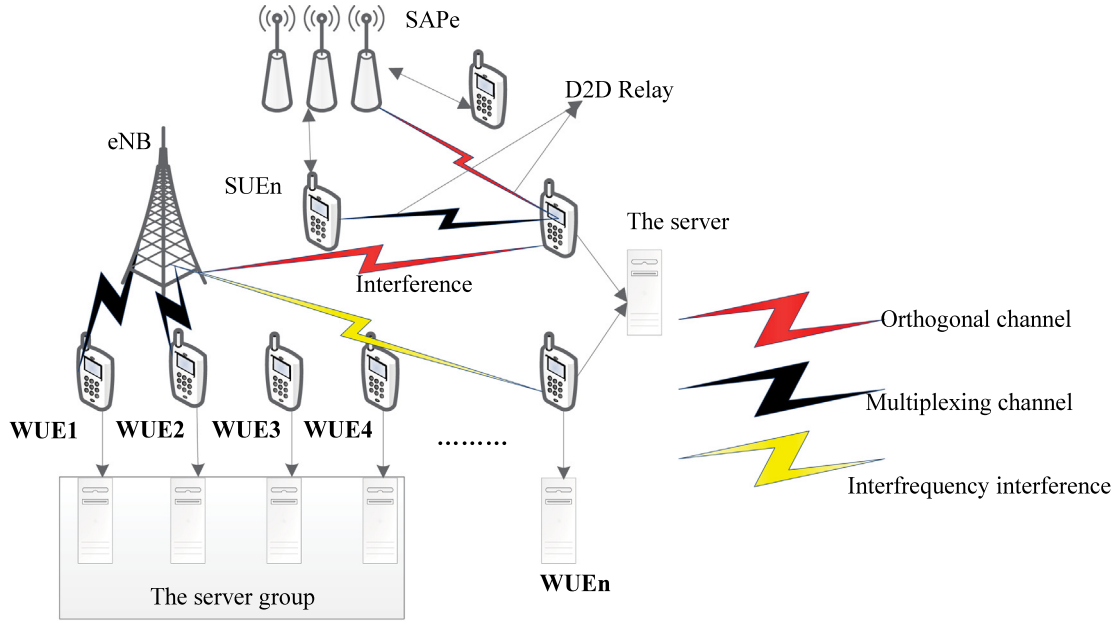 SAPe
D2D Relay
eNB
SUEn
The server
Interference
Orthogonal channel
Multiplexing channel
WUE1
WUE2
WUE3
WUE4
.........
Interfrequency interference
WUEn
The server group